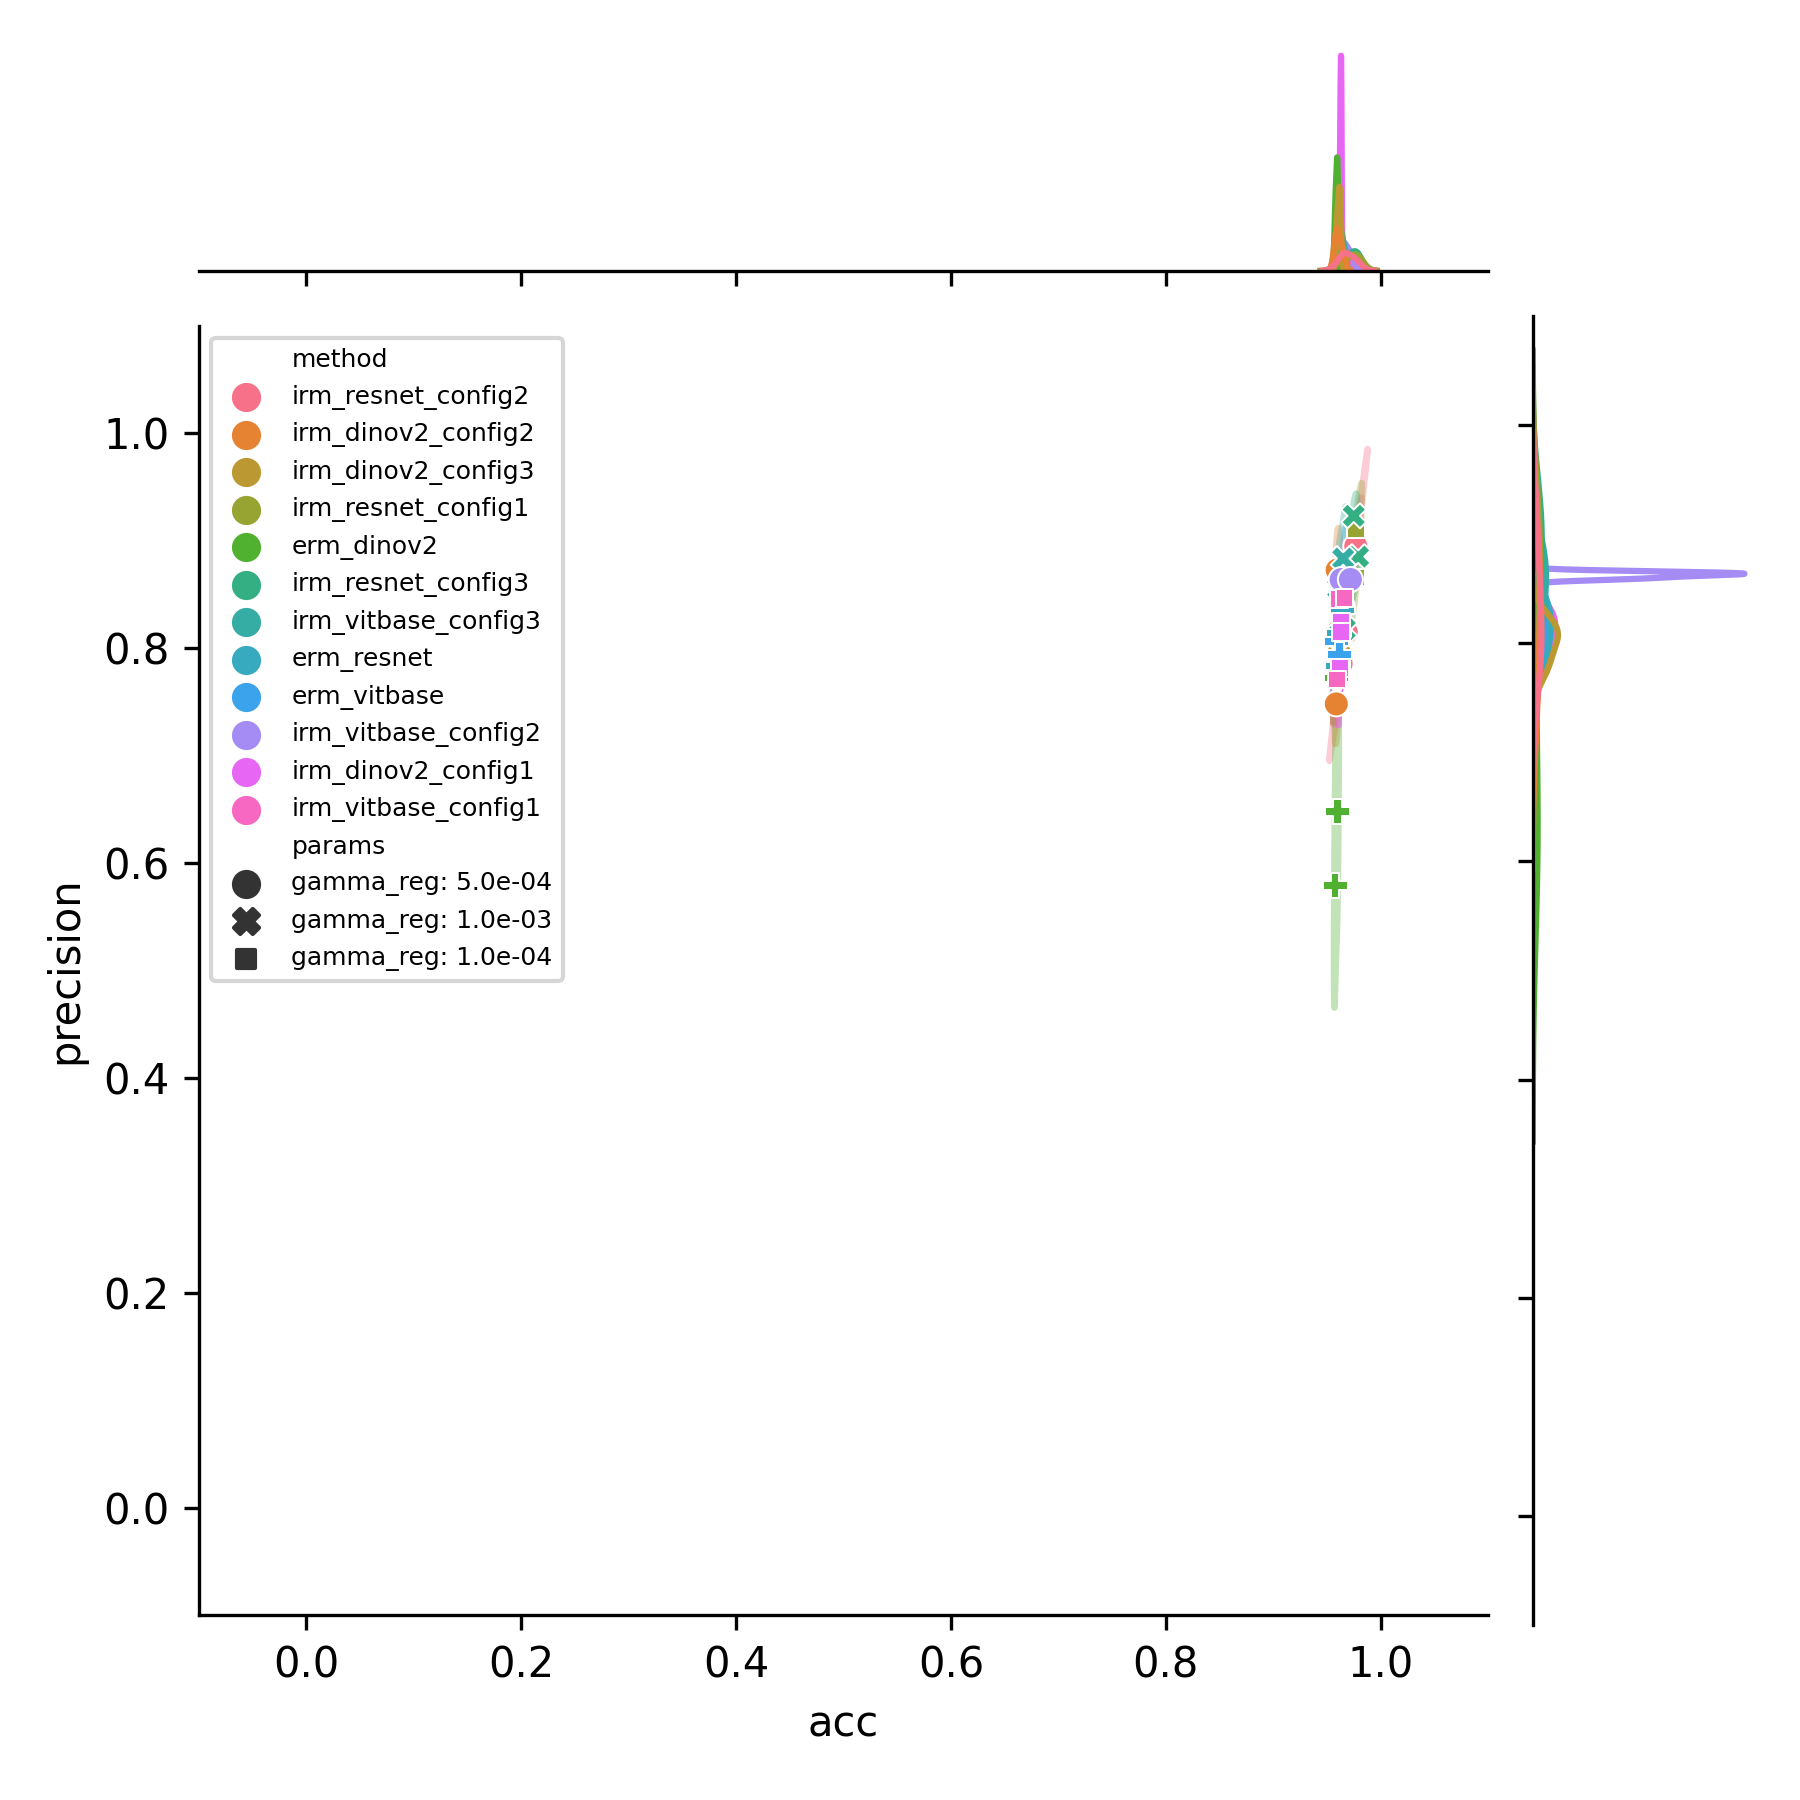 method
irm_resnet_config2
irm_dinov2_config2
irm_dinov2_config3
irm_resnet_config1
erm_dinov2
irm_resnet_config3
irm_vitbase_config3
erm_resnet
erm_vitbase
irm_vitbase_config2
irm_dinov2_config1
irm_vitbase_config1
params
gamma_reg: 5.0e-04
gamma_reg: 1.0e-03
gamma_reg: 1.0e-04
precision
1.0
0.8
0.6
0.4
0.2
0.0
0.0 0.2 0.4 0.6 0.8 1.0
acc